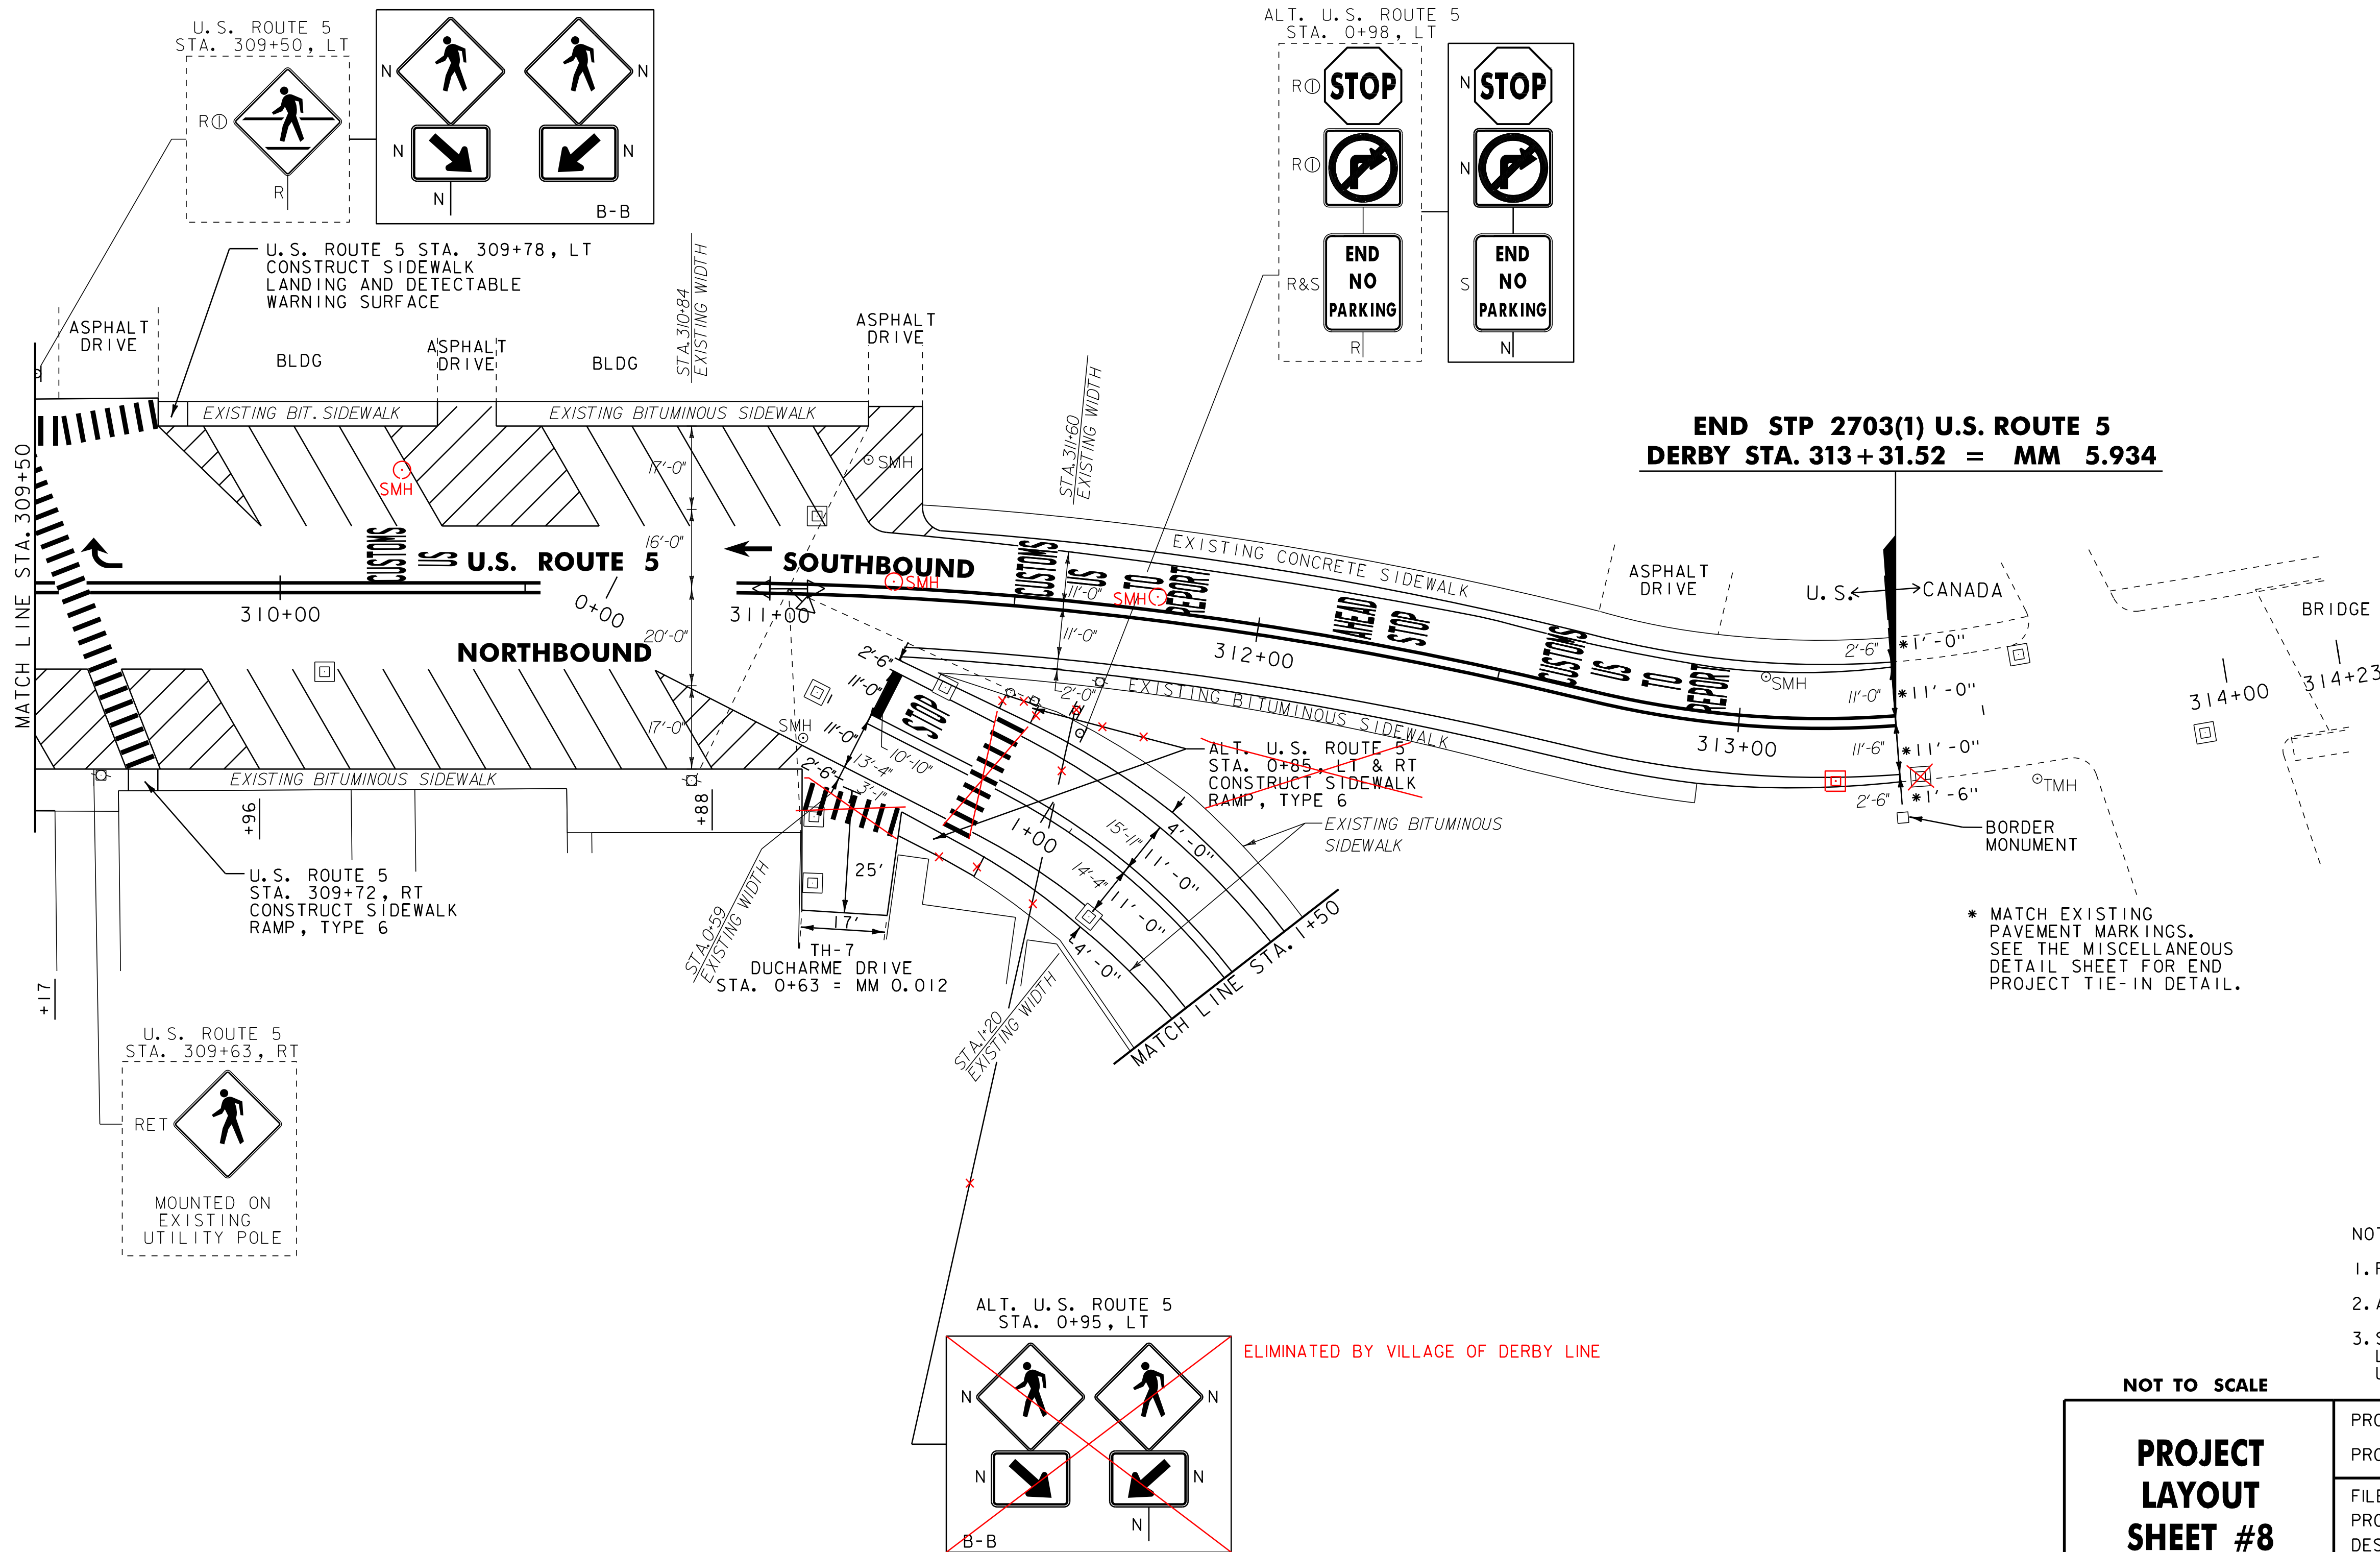 U.S. ROUTE 5
STA. 309+50, LT
R①
R
N
N
N
N
N
B-B
U.S. ROUTE 5 STA. 309+78, LT
CONSTRUCT SIDEWALK
LANDING AND DETECTABLE
WARNING SURFACE
ALT. U.S. ROUTE 5
STA. 0+98, LT
R①
STOP
R①
R&S
END
NO
PARKING
R
N
STOP
N
S
END
NO
PARKING
N
ASPHALT
DRIVE
BLDG
ASPHALT
DRIVE
BLDG
STA.310+84
EXISTING WIDTH
ASPHALT
DRIVE
STA.311+60
EXISTING WIDTH
END STP 2703(1) U.S. ROUTE 5
DERBY STA. 313+31.52 = MM 5.934
MATCH LINE STA. 309+50
EXISTING BIT. SIDEWALK
EXISTING BITUMINOUS SIDEWALK
SMH
17'-0"
SMH
CUSTOMS
US
U.S. ROUTE 5
16'-0"
SOUTHBOUND
SMH
CUSTOMS
US
TO
REPORT
11'-0"
SMH
EXISTING CONCRETE SIDEWALK
AHEAD
STOP
ASPHALT
DRIVE
U.S.
CANADA
BRIDGE
310+00
0+00
311+00
20'-0"
11'-0"
312+00
NORTHBOUND
CUSTOMS
US
TO
REPORT
SMH
2'-6"
*1'-0"
11'-0"
*11'-0"
314+00
314+23
313+00
11'-6"
*11'-0"
2'-6"
*1'-6"
TMH
BORDER
MONUMENT
2'-6"
11'-0"
STOP
2'-0"
EXISTING BITUMINOUS SIDEWALK
17'-0"
SMH
11'-0"
10'-10"
13'-4"
2'-6"
3'-1"
ALT. U.S. ROUTE 5
STA. 0+85, LT & RT
CONSTRUCT SIDEWALK
RAMP, TYPE 6
EXISTING BITUMINOUS SIDEWALK
+96
+88
1+00
15'-11"
4'-0"
EXISTING BITUMINOUS
SIDEWALK
14'-4"
11'-0"
11'-0"
4'-0"
25'
17'
TH-7
DUCHARME DRIVE
STA. 0+63 = MM 0.012
STA.0+59
EXISTING WIDTH
STA.1+20
EXISTING WIDTH
MATCH LINE STA. 1+50
U.S. ROUTE 5
STA. 309+72, RT
CONSTRUCT SIDEWALK
RAMP, TYPE 6
+17
* MATCH EXISTING
PAVEMENT MARKINGS.
SEE THE MISCELLANEOUS
DETAIL SHEET FOR END
PROJECT TIE-IN DETAIL.
U.S. ROUTE 5
STA. 309+63, RT
RET
MOUNTED ON
EXISTING
UTILITY POLE
ALT. U.S. ROUTE 5
STA. 0+95, LT
N
N
N
N
N
B-B
ELIMINATED BY VILLAGE OF DERBY LINE
1.
2.
3.
NOT TO SCALE
PROJECT
LAYOUT
SHEET #8